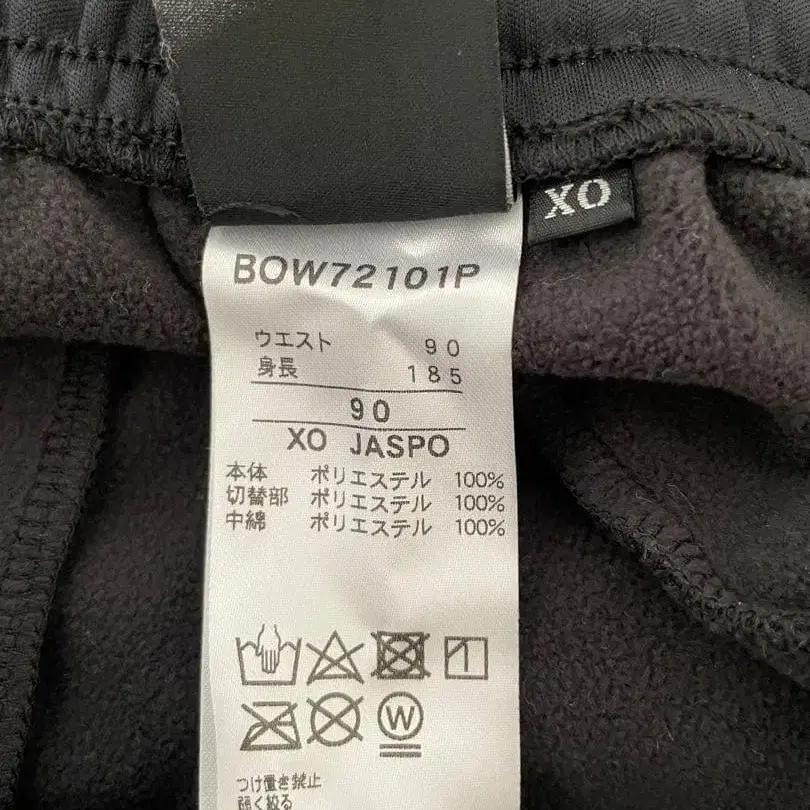 XO
BOW72101P
ウエスト 90
身長 185
90
XO JASPO
本体 ポリエステル 100%
切替部 ポリエステル 100%
中綿 ポリエステル 100%
W
つけ置き禁止
弱く絞る